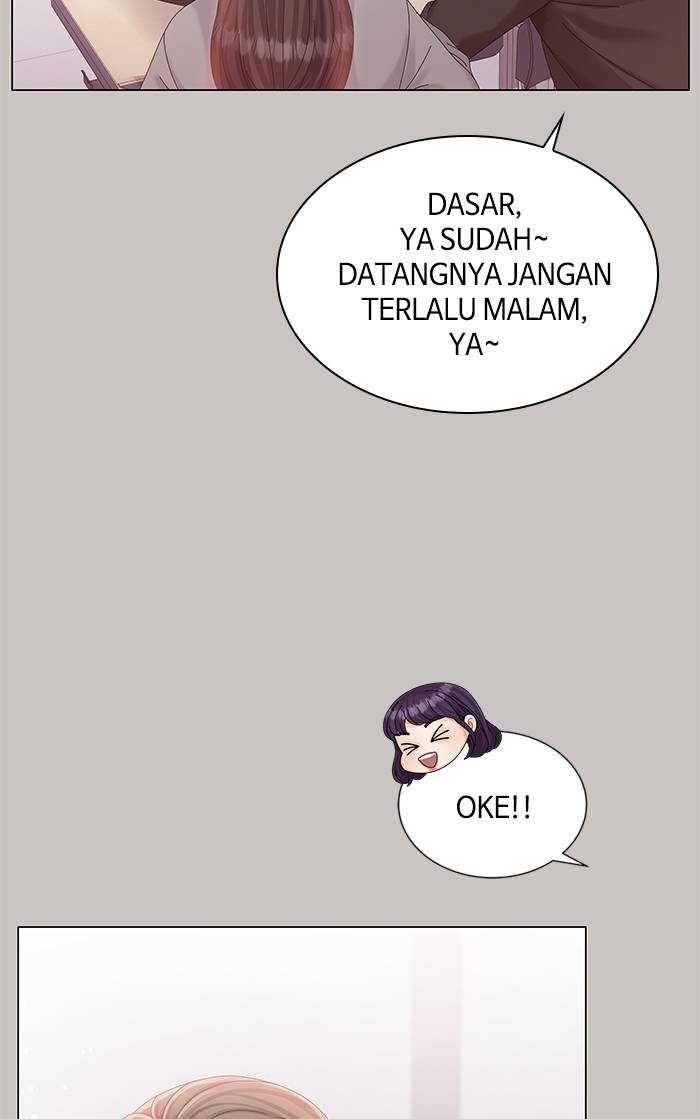 DASAR,
YA SUDAH~
DATANGNYA JANGAN
TERLALU MALAM,
YA~
OKE!!